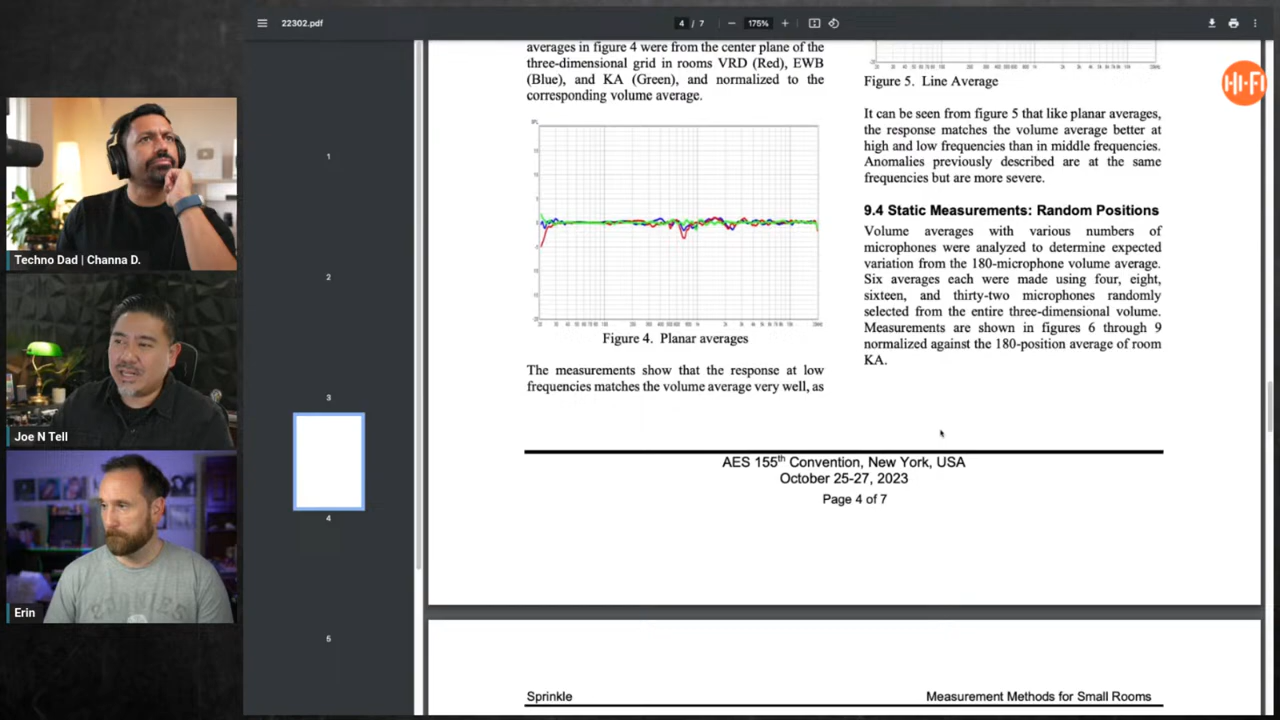 22302.pdf
4 / 7
175%
HI-FI
Techno Dad | Channa D.
Joe N Tell
Erin
1
2
3
4
5
averages in figure 4 were from the center plane of the
three-dimensional grid in rooms VRD (Red), EWB
(Blue), and KA (Green), and normalized to the
corresponding volume average.
Figure 4. Planar averages
The measurements show that the response at low
frequencies matches the volume average very well, as
Figure 5. Line Average
It can be seen from figure 5 that like planar averages,
the response matches the volume average better at
high and low frequencies than in middle frequencies.
Anomalies previously described are at the same
frequencies but are more severe.
9.4 Static Measurements: Random Positions
Volume averages with various numbers of
microphones were analyzed to determine expected
variation from the 180-microphone volume average.
Six averages each were made using four, eight,
sixteen, and thirty-two microphones randomly
selected from the entire three-dimensional volume.
Measurements are shown in figures 6 through 9
normalized against the 180-position average of room
KA.
AES 155th Convention, New York, USA
October 25-27, 2023
Page 4 of 7
Sprinkle
Measurement Methods for Small Rooms